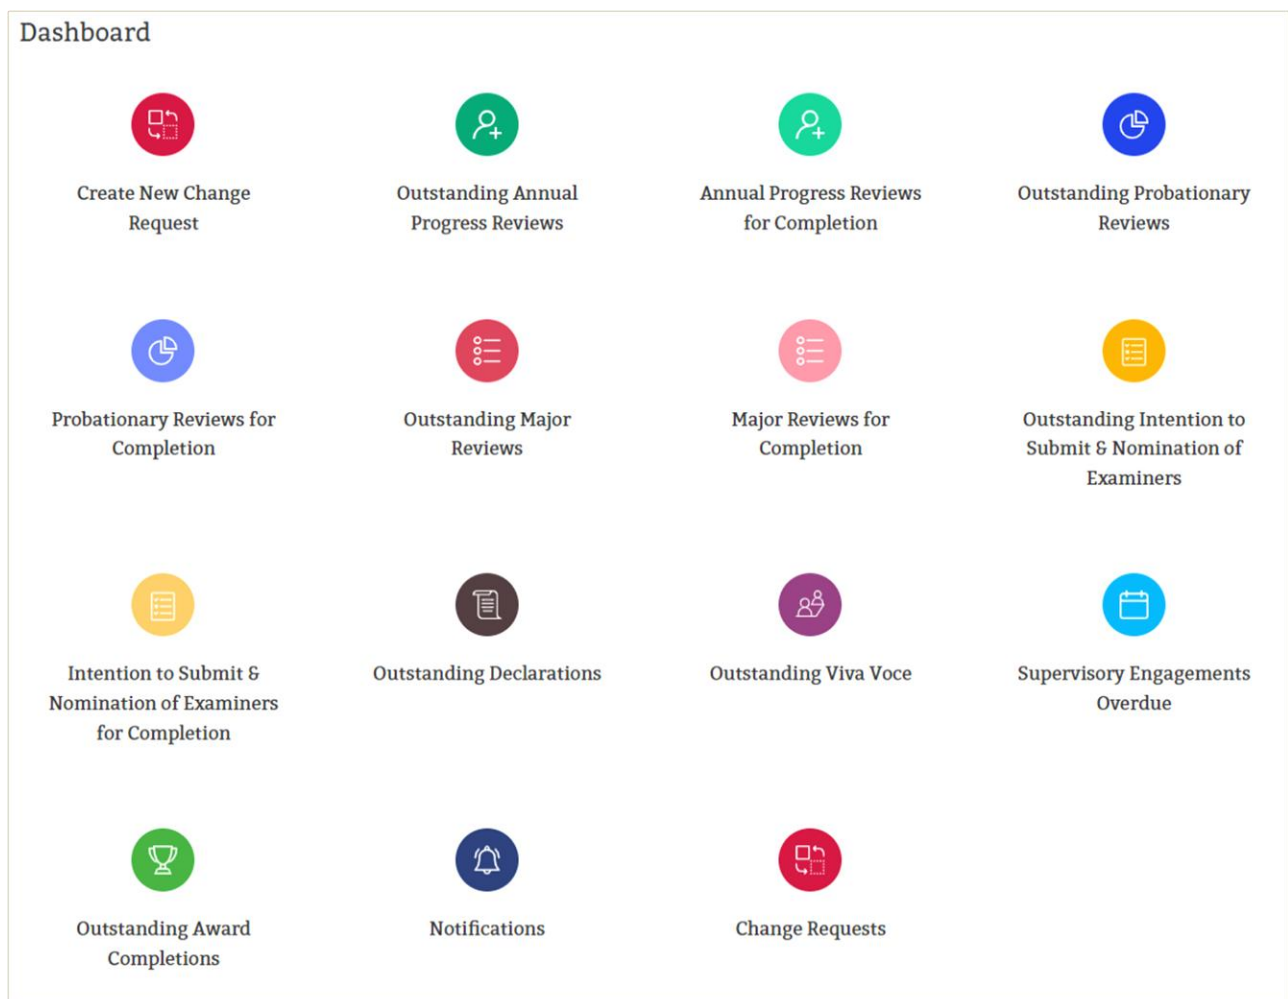 Dashboard
Create New Change
Request
Outstanding Annual
Progress Reviews
Annual Progress Reviews
for Completion
Outstanding Probationary
Reviews
Probationary Reviews for
Completion
Outstanding Major
Reviews
Major Reviews for
Completion
Outstanding Intention to
Submit & Nomination of
Examiners
Intention to Submit &
Nomination of Examiners
for Completion
Outstanding Declarations
Outstanding Viva Voce
Supervisory Engagements
Overdue
Outstanding Award
Completions
Notifications
Change Requests